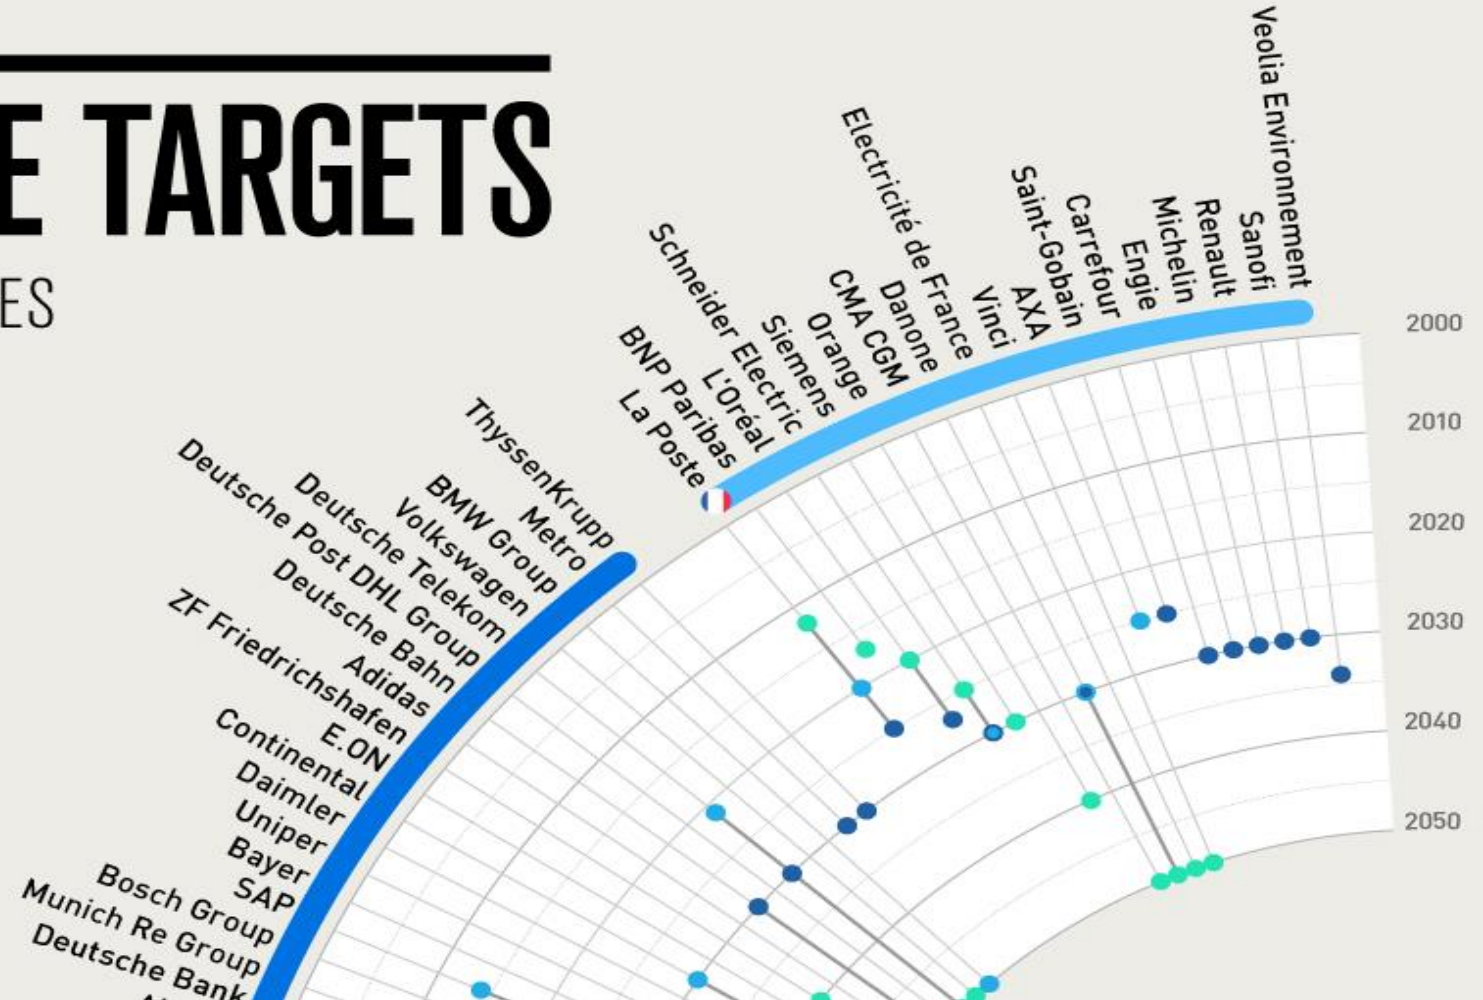 E TARGETS
ES
Veolia Environnement
Sanofi
Renault
Michelin
Engie
Carrefour
Saint-Gobain
AXA
Vinci
Electricité de France
Danone
CMA CGM
Orange
Siemens
Schneider Electric
L'Oréal
BNP Paribas
La Poste
ThyssenKrupp
Metro
BMW Group
Volkswagen
Deutsche Telekom
Deutsche Post DHL Group
Deutsche Bahn
Adidas
ZF Friedrichshafen
E.ON
Continental
Daimler
Uniper
Bayer
SAP
Bosch Group
Munich Re Group
Deutsche Bank
2000
2010
2020
2030
2040
2050